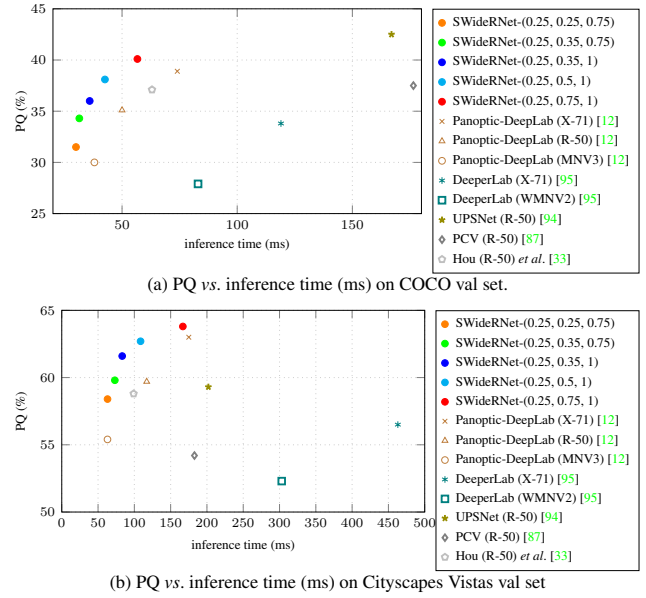 45
40
35
30
25
50
100
150
PQ (%)
inference time (ms)
SWideRNet-(0.25, 0.25, 0.75)
SWideRNet-(0.25, 0.35, 0.75)
SWideRNet-(0.25, 0.35, 1)
SWideRNet-(0.25, 0.5, 1)
SWideRNet-(0.25, 0.75, 1)
Panoptic-DeepLab (X-71) [12]
Panoptic-DeepLab (R-50) [12]
Panoptic-DeepLab (MNV3) [12]
DeeperLab (X-71) [95]
DeeperLab (WMNV2) [95]
UPSNet (R-50) [94]
PCV (R-50) [87]
Hou (R-50) et al. [33]
(a) PQ vs. inference time (ms) on COCO val set.
65
60
55
50
0
50
100
150
200
250
300
350
400
450
500
PQ (%)
inference time (ms)
SWideRNet-(0.25, 0.25, 0.75)
SWideRNet-(0.25, 0.35, 0.75)
SWideRNet-(0.25, 0.35, 1)
SWideRNet-(0.25, 0.5, 1)
SWideRNet-(0.25, 0.75, 1)
Panoptic-DeepLab (X-71) [12]
Panoptic-DeepLab (R-50) [12]
Panoptic-DeepLab (MNV3) [12]
DeeperLab (X-71) [95]
DeeperLab (WMNV2) [95]
UPSNet (R-50) [94]
PCV (R-50) [87]
Hou (R-50) et al. [33]
(b) PQ vs. inference time (ms) on Cityscapes Vistas val set